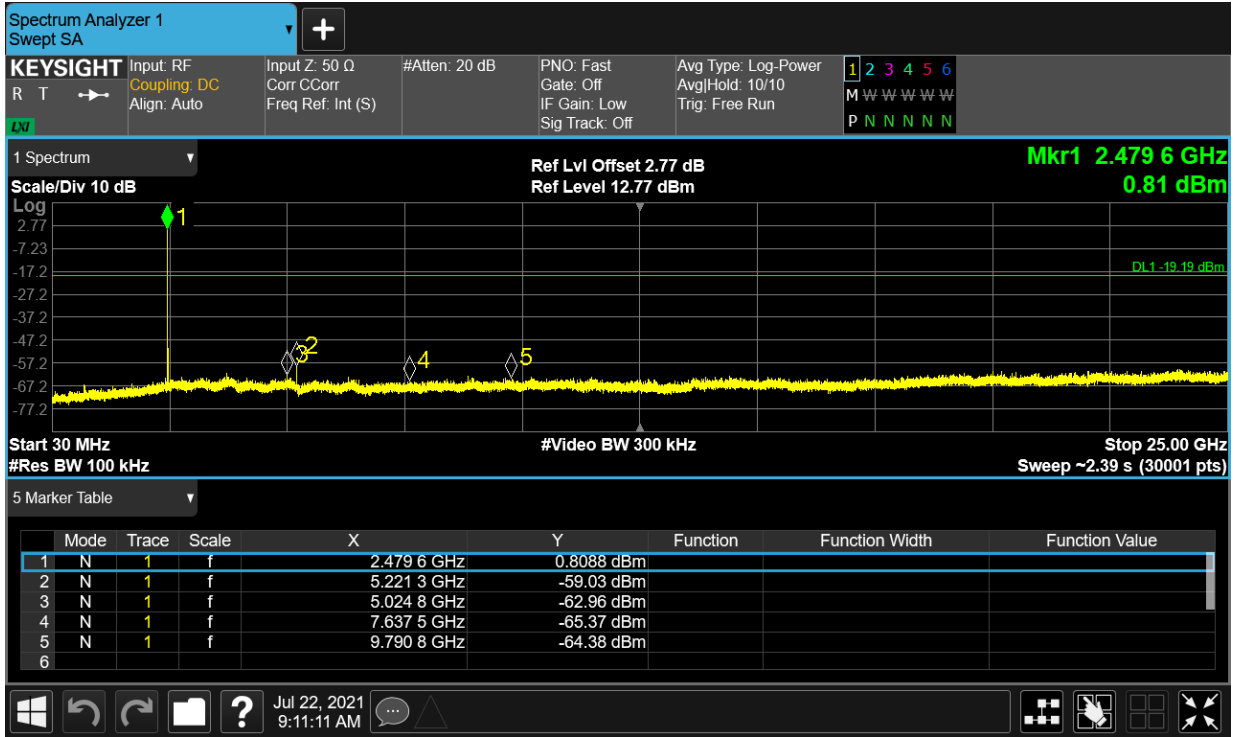 Spectrum Analyzer 1
Swept SA
KEYSIGHT
R T
LXI
Input: RF
Coupling: DC
Align: Auto
Input Z: 50 Ω
Corr CCorr
Freq Ref: Int (S)
#Atten: 20 dB
PNO: Fast
Gate: Off
IF Gain: Low
Sig Track: Off
Avg Type: Log-Power
Avg|Hold: 10/10
Trig: Free Run
1 2 3 4 5 6
M W W W W W
P N N N N N
1 Spectrum
Scale/Div 10 dB
Ref Lvl Offset 2.77 dB
Ref Level 12.77 dBm
Mkr1 2.479 6 GHz
0.81 dBm
Log
2.77
-7.23
-17.2
-27.2
-37.2
-47.2
-57.2
-67.2
-77.2
1
DL1 -19.19 dBm
2
3
4
5
Start 30 MHz
#Video BW 300 kHz
Stop 25.00 GHz
#Res BW 100 kHz
Sweep ~2.39 s (30001 pts)
5 Marker Table
Mode Trace Scale X Y Function Function Width Function Value
1 N 1 f 2.479 6 GHz 0.8088 dBm
2 N 1 f 5.221 3 GHz -59.03 dBm
3 N 1 f 5.024 8 GHz -62.96 dBm
4 N 1 f 7.637 5 GHz -65.37 dBm
5 N 1 f 9.790 8 GHz -64.38 dBm
6
?
Jul 22, 2021
9:11:11 AM